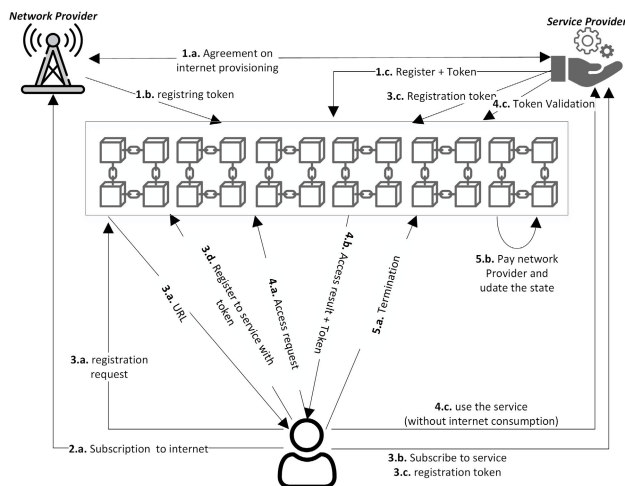 Network Provider
Service Provider
1.a. Agreement on
internet provisioning
1.b. registring token
1.c. Register + Token
3.c. Registration token
4.c. Token Validation
3.a. URL
3.d. Register to service with
token
4.a. Access request
4.b. Access result + Token
5.a. Termination
5.b. Pay network
Provider and
udate the state
3.a. registration
request
4.c. use the service
(without internet consumption)
2.a. Subscription to internet
3.b. Subscribe to service
3.c. registration token